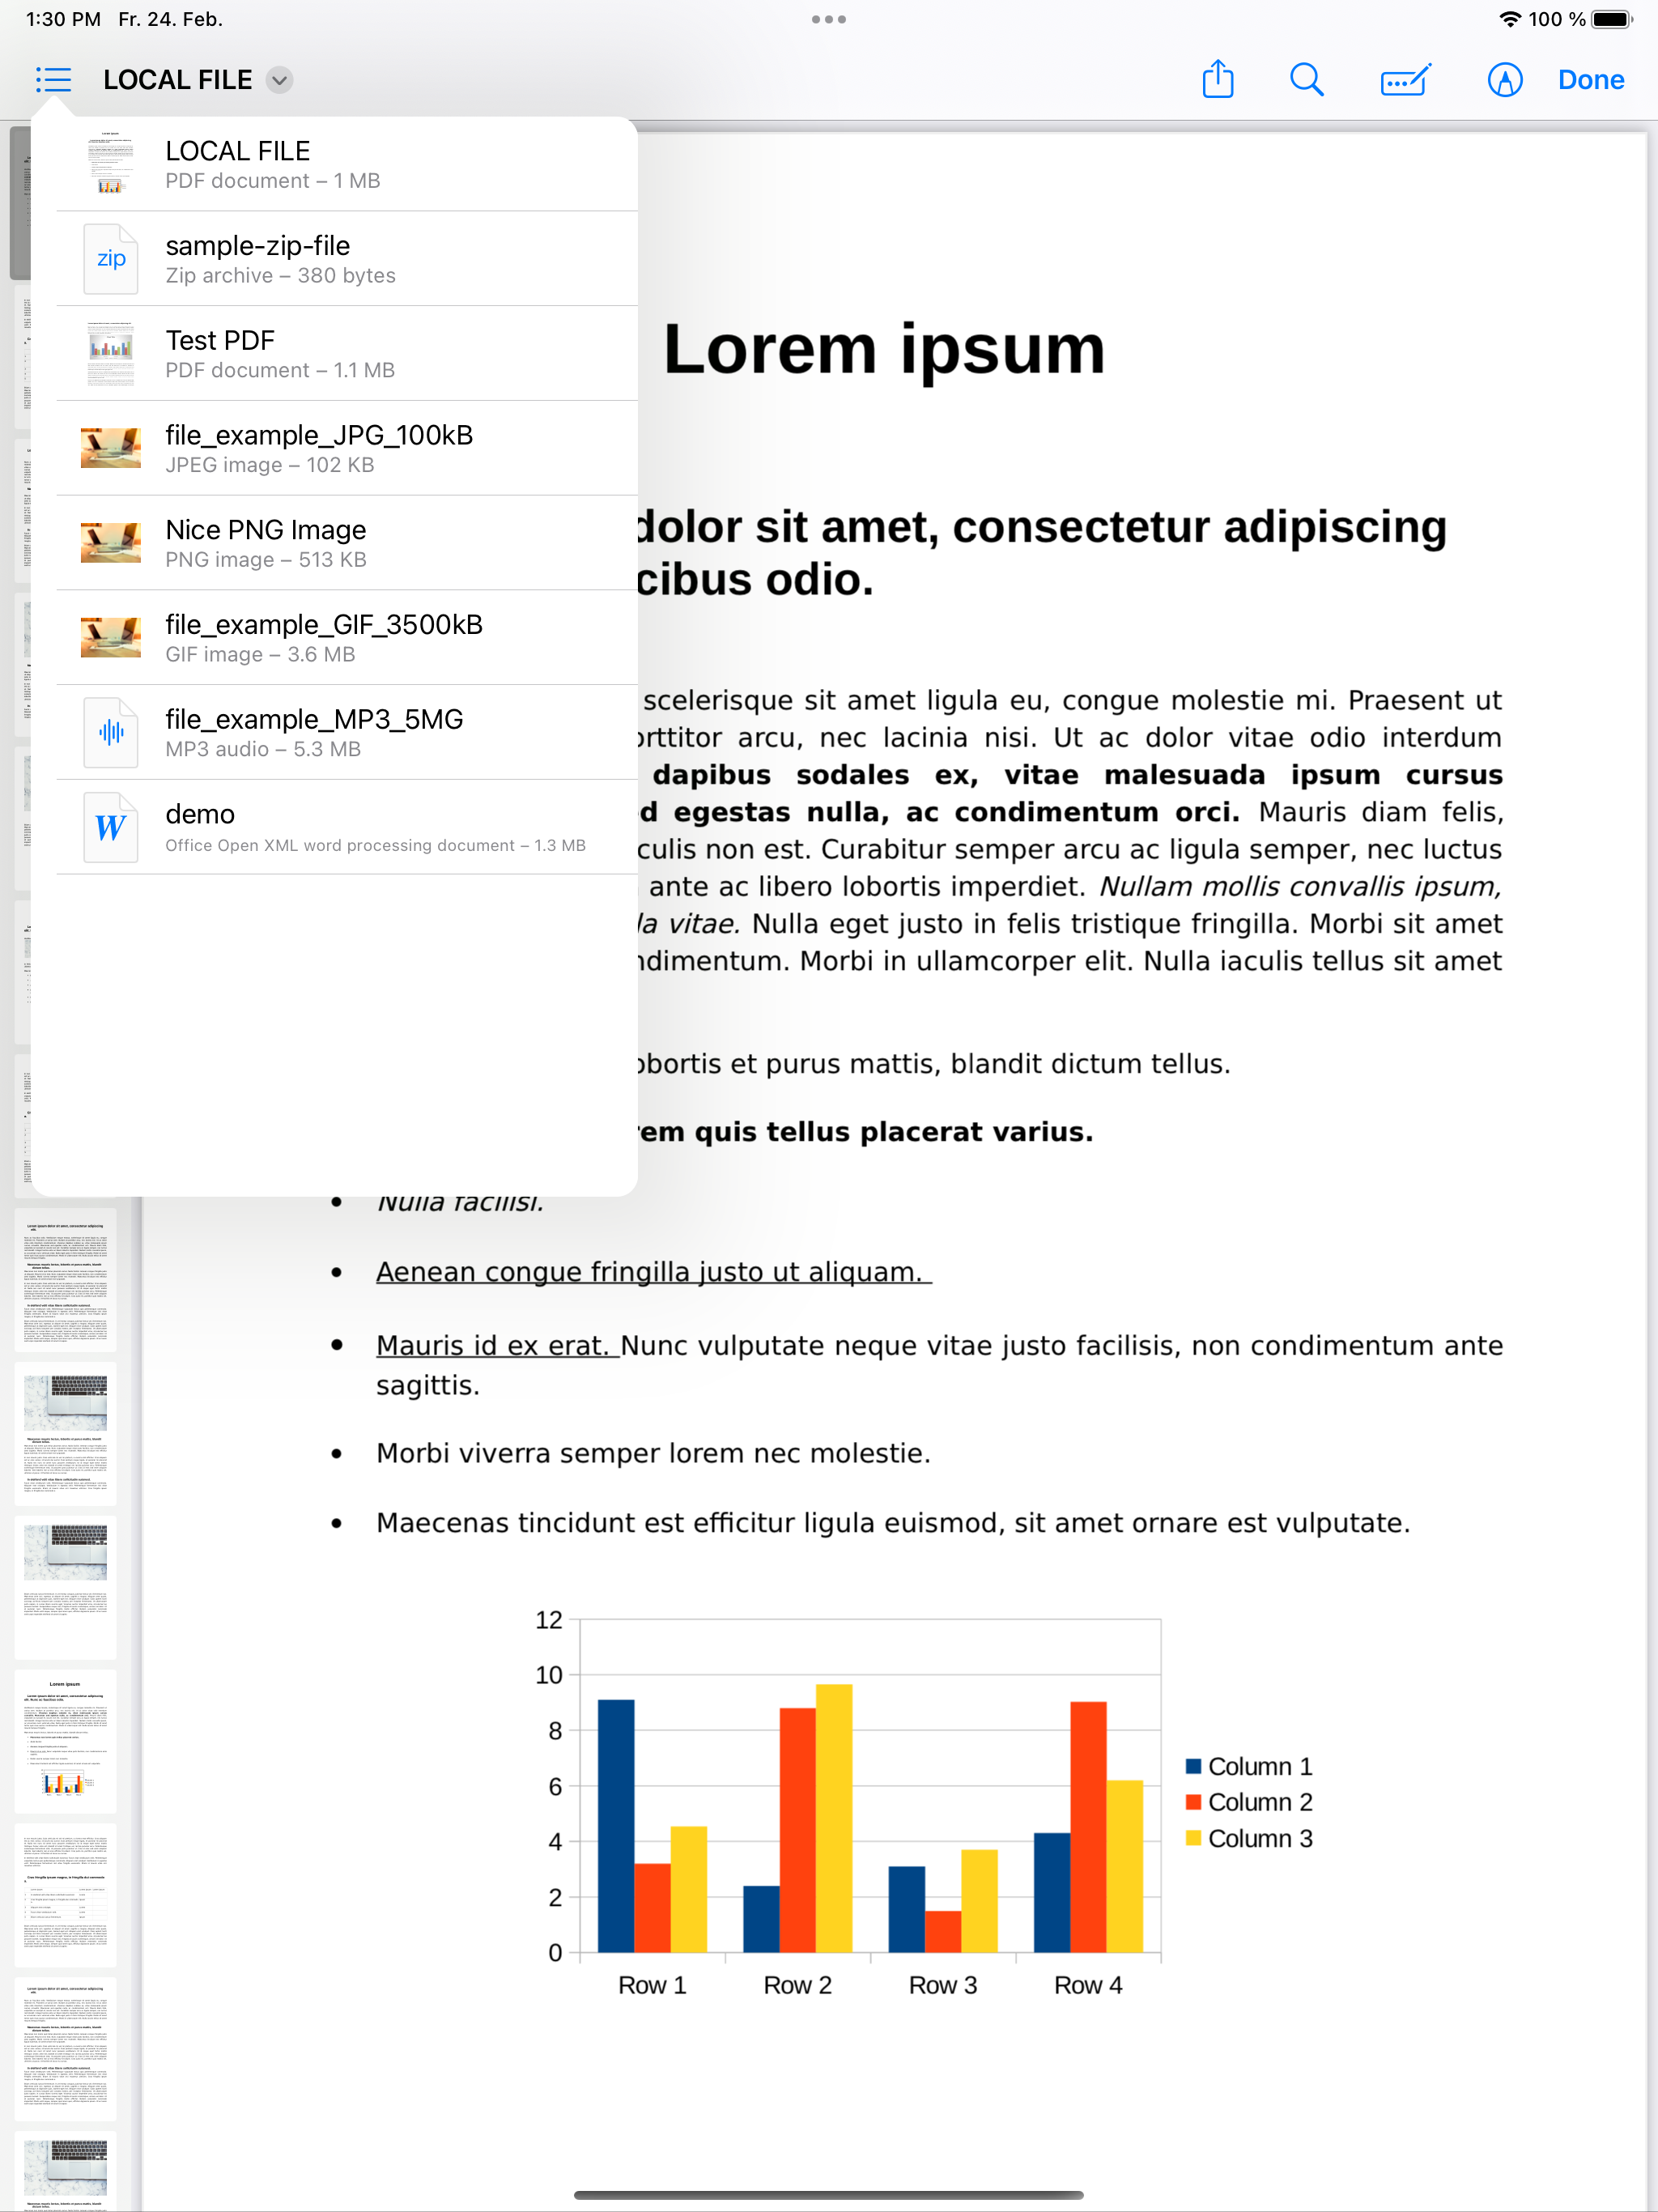 1:30 PM Fr. 24. Feb.
100 %
LOCAL FILE
Done
LOCAL FILE
PDF document – 1 MB
zip
sample-zip-file
Zip archive – 380 bytes
Test PDF
PDF document – 1.1 MB
file_example_JPG_100kB
JPEG image – 102 KB
Nice PNG Image
PNG image – 513 KB
file_example_GIF_3500kB
GIF image – 3.6 MB
file_example_MP3_5MG
MP3 audio – 5.3 MB
W
demo
Office Open XML word processing document – 1.3 MB
Lorem ipsum
dolor sit amet, consectetur adipiscing
cibus odio.
scelerisque sit amet ligula eu, congue molestie mi. Praesent ut
orttitor arcu, nec lacinia nisi. Ut ac dolor vitae odio interdum
dapibus sodales ex, vitae malesuada ipsum cursus
d egestas nulla, ac condimentum orci. Mauris diam felis,
culis non est. Curabitur semper arcu ac ligula semper, nec luctus
ante ac libero lobortis imperdiet. Nullam mollis convallis ipsum,
la vitae. Nulla eget justo in felis tristique fringilla. Morbi sit amet
ndimentum. Morbi in ullamcorper elit. Nulla iaculis tellus sit amet
obortis et purus mattis, blandit dictum tellus.
rem quis tellus placerat varius.
• Nulla facilisi.
• Aenean congue fringilla justo ut aliquam.
• Mauris id ex erat. Nunc vulputate neque vitae justo facilisis, non condimentum ante
sagittis.
• Morbi viverra semper lorem nec molestie.
• Maecenas tincidunt est efficitur ligula euismod, sit amet ornare est vulputate.
12
10
8
6
4
2
0
Row 1 Row 2 Row 3 Row 4
Column 1
Column 2
Column 3